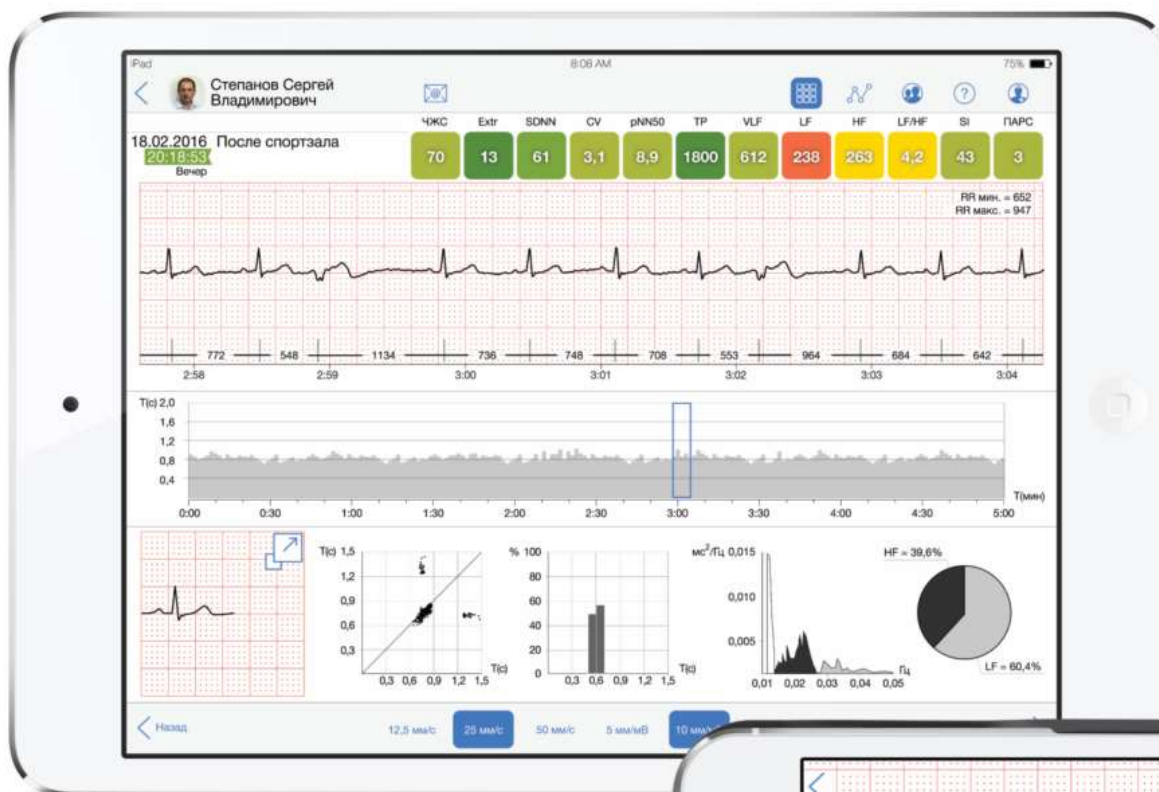 iPad 8:08 AM 75%
Степанов Сергей
Владимирович
ЧЖС Extr SDNN CV pNN50 TP VLF LF HF LF/HF SI ПАРС
18.02.2016 После спортзала
20:18:53
Вечер
70 13 61 3,1 8,9 1800 612 238 263 4,2 43 3
RR мин. = 652
RR макс. = 947
772 548 1134 736 748 708 553 964 684 642
2:58 2:59 3:00 3:01 3:02 3:03 3:04
T(c) 2,0
1,6
1,2
0,8
0,4
T(мин)
0:00 0:30 1:00 1:30 2:00 2:30 3:00 3:30 4:00 4:30 5:00
T(c) 1,5
1,2
0,9
0,6
0,3
T(c)
0,3 0,6 0,9 1,2 1,5
% 100
80
60
40
20
0
T(c)
0,3 0,6 0,9 1,2 1,5
мс²/Гц 0,015
0,010
0,005
Гц
0,01 0,02 0,03 0,04 0,05
HF = 39,6%
LF = 60,4%
Назад 12,5 мм/с 25 мм/с 50 мм/с 5 мм/мВ